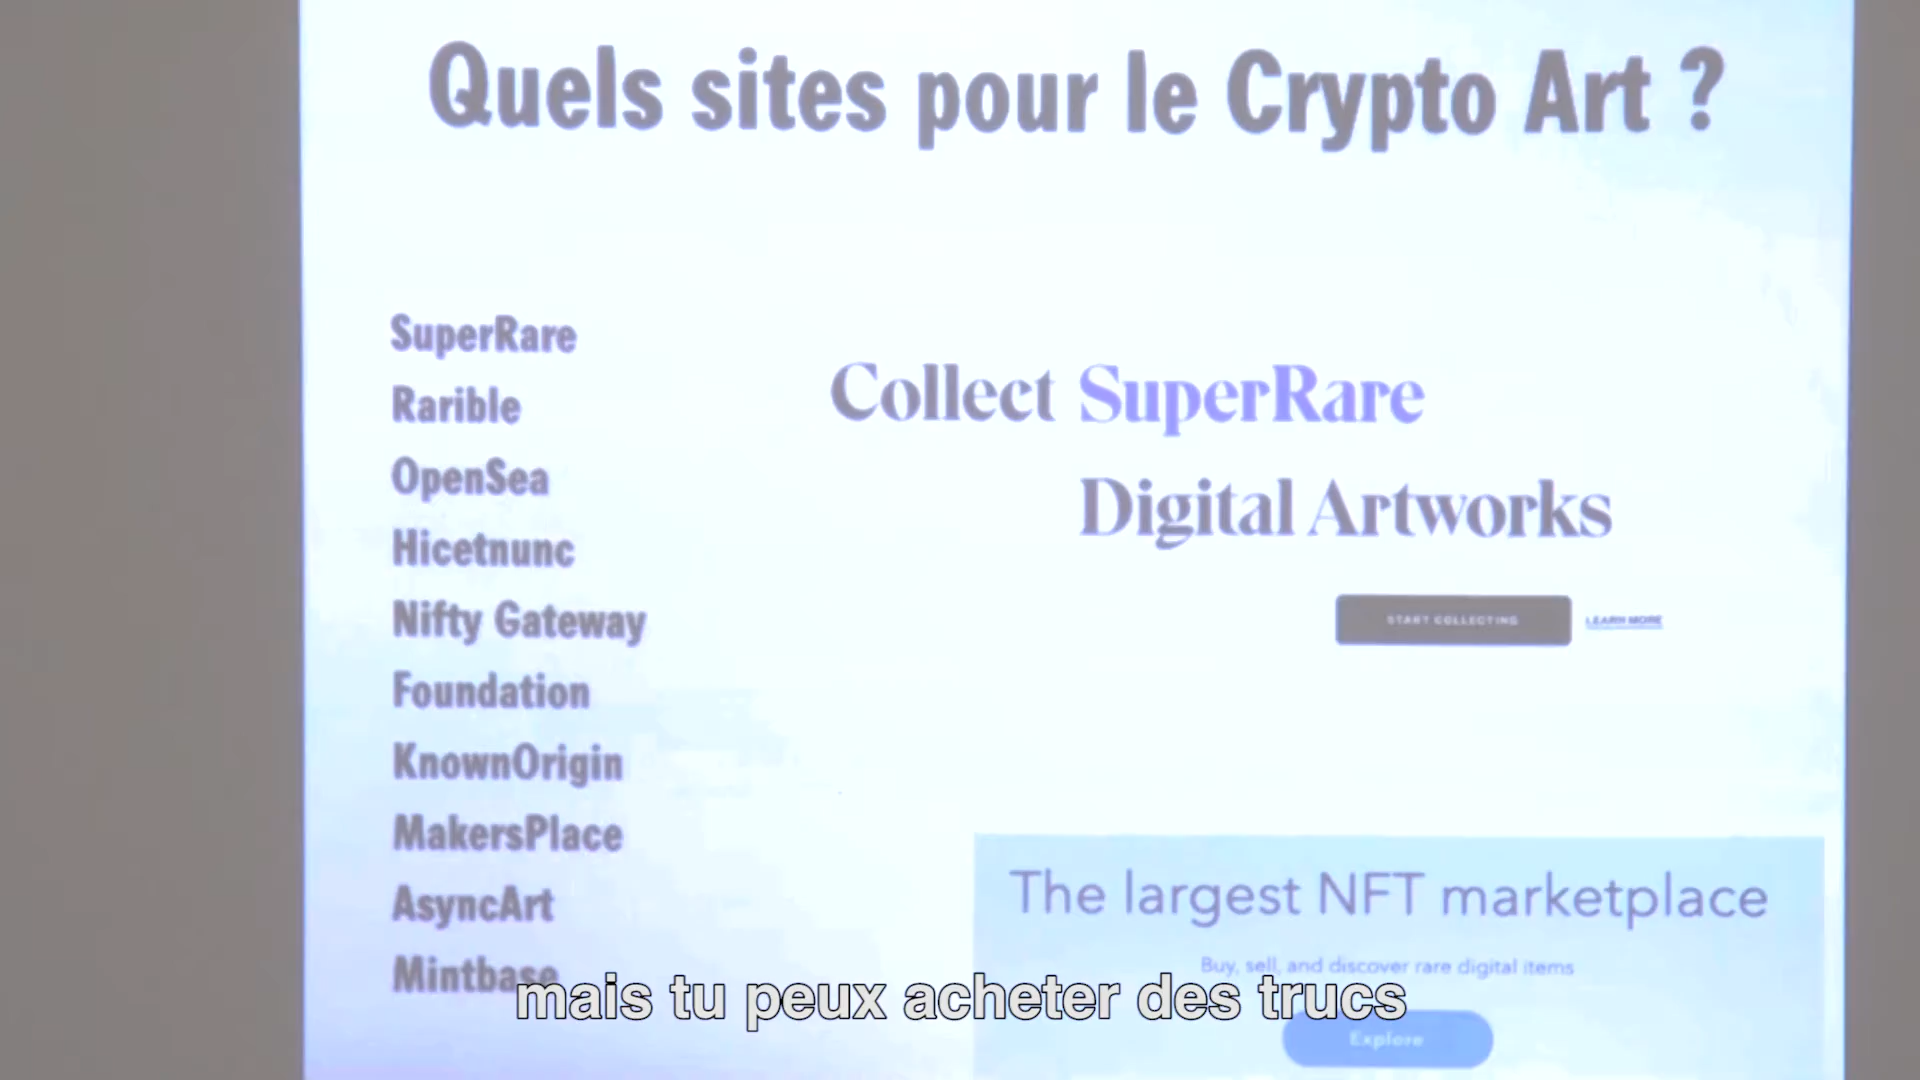 Quels sites pour le Crypto Art ?
SuperRare
Rarible
OpenSea
Hicetnunc
Nifty Gateway
Foundation
KnownOrigin
MakersPlace
AsyncArt
Mintbase
Collect SuperRare
Digital Artworks
START COLLECTING
LEARN MORE
The largest NFT marketplace
Buy, sell, and discover rare digital items
Explore
mais tu peux acheter des trucs